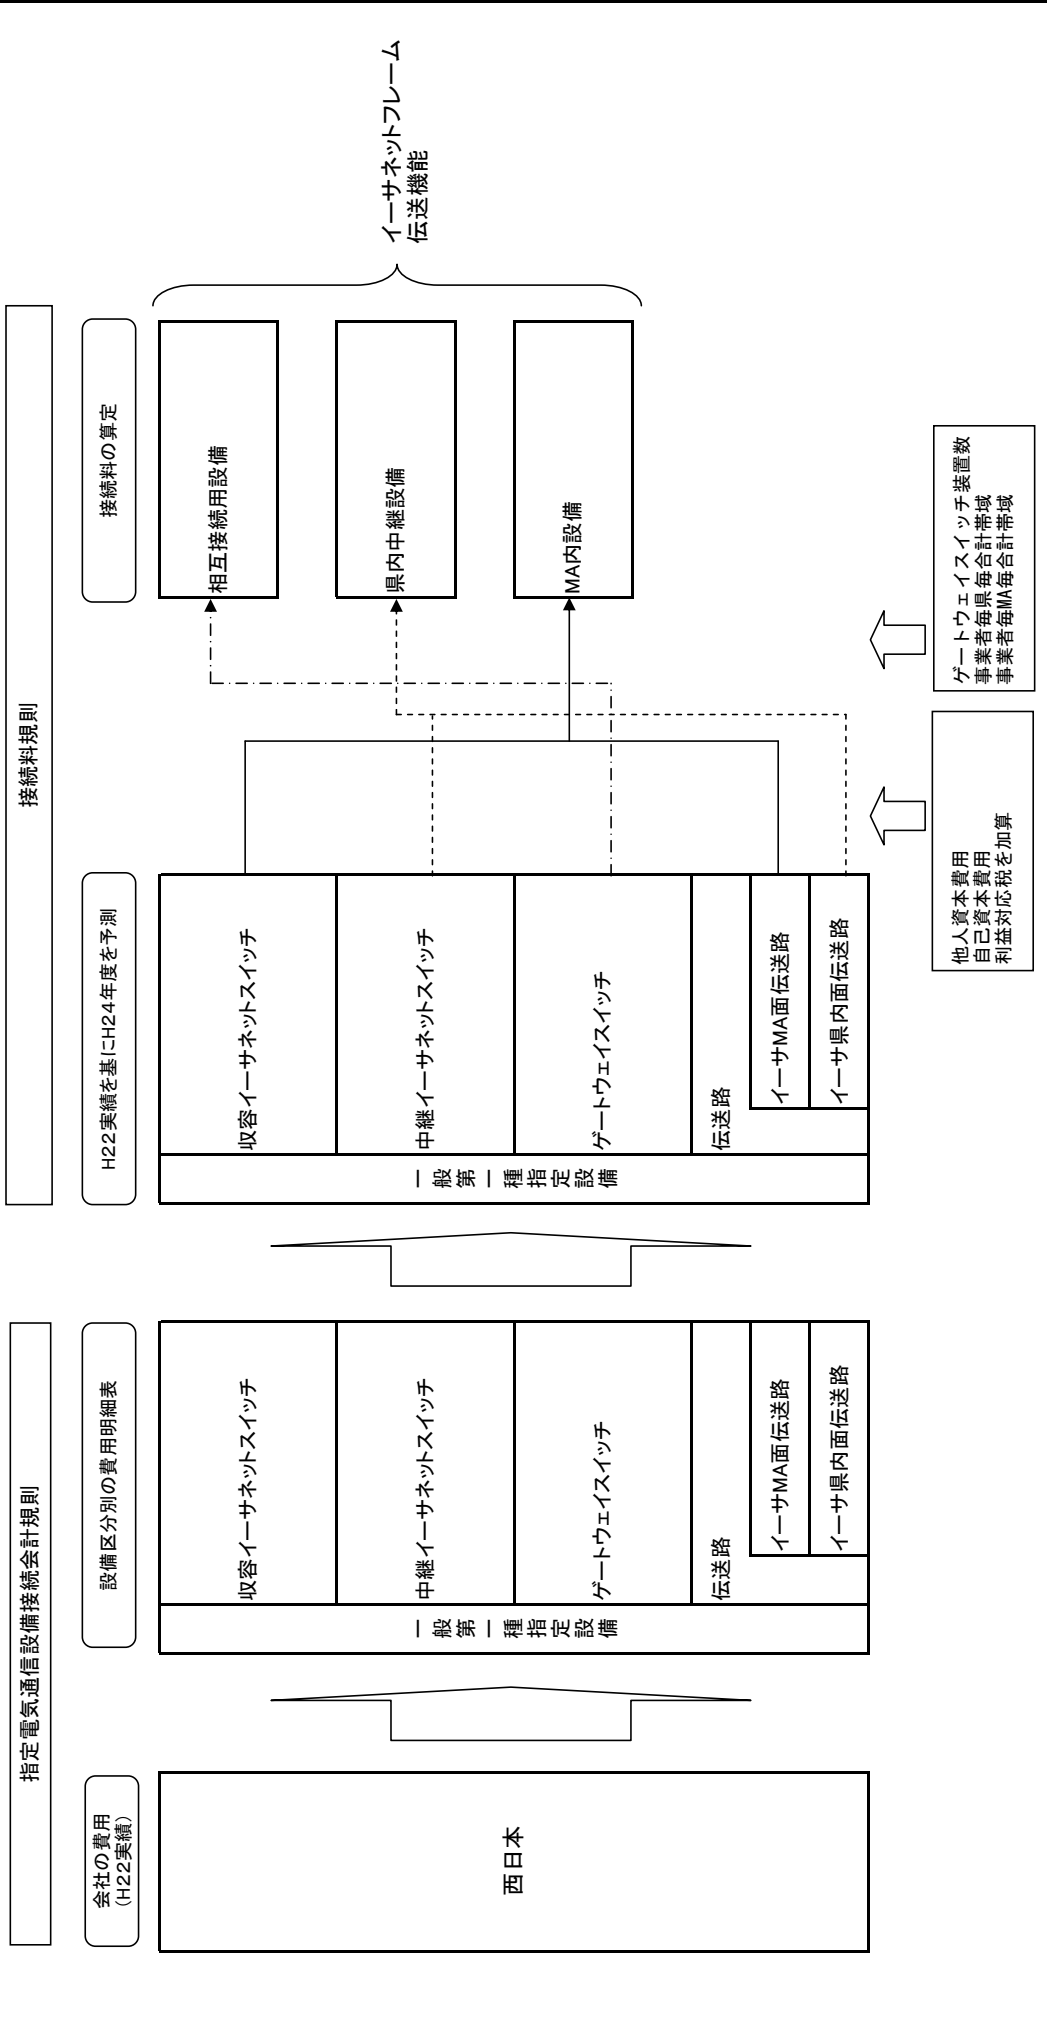 指定電気通信設備接続会計規則
接続料規則
会社の費用
（H22実績）
設備区分別の費用明細表
H22実績を基にH24年度を予測
接続料の算定
西日本
一般第一種指定設備
収容イーサネットスイッチ
中継イーサネットスイッチ
ゲートウェイスイッチ
伝送路
イーサMA面伝送路
イーサ県内面伝送路
一般第一種指定設備
収容イーサネットスイッチ
中継イーサネットスイッチ
ゲートウェイスイッチ
伝送路
イーサMA面伝送路
イーサ県内面伝送路
相互接続用設備
県内中継設備
MA内設備
イーサネットフレーム
伝送機能
他人資本費用
自己資本費用
利益対応税を加算
ゲートウェイスイッチ装置数
事業者毎県毎合計帯域
事業者毎MA毎合計帯域